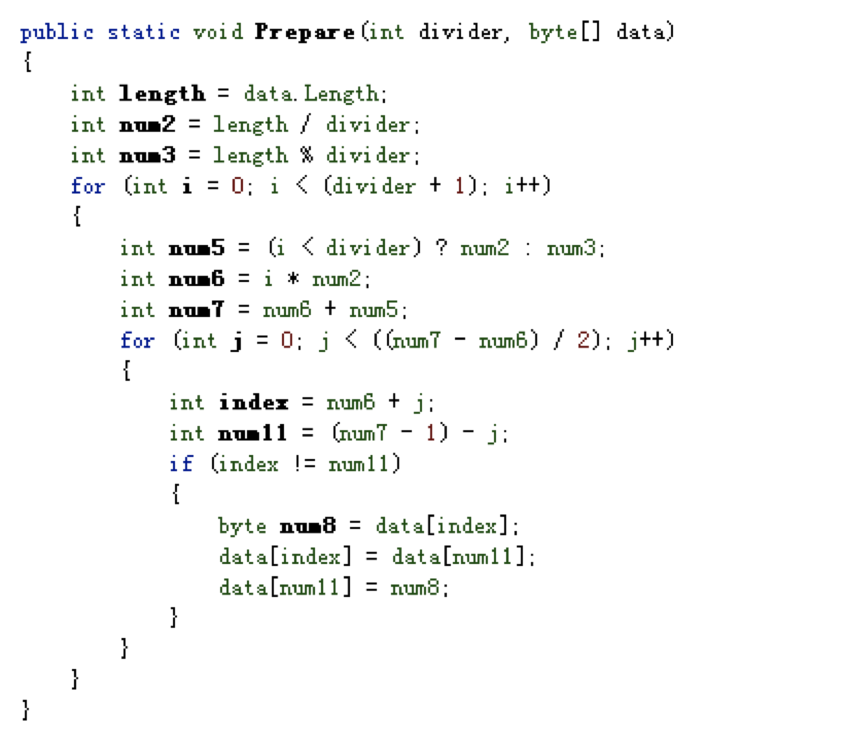 public static void Prepare(int divider, byte[] data)
{
    int length = data.Length;
    int num2 = length / divider;
    int num3 = length % divider;
    for (int i = 0; i < (divider + 1); i++)
    {
        int num5 = (i < divider) ? num2 : num3;
        int num6 = i * num2;
        int num7 = num6 + num5;
        for (int j = 0; j < ((num7 - num6) / 2); j++)
        {
            int index = num6 + j;
            int num11 = (num7 - 1) - j;
            if (index != num11)
            {
                byte num8 = data[index];
                data[index] = data[num11];
                data[num11] = num8;
            }
        }
    }
}